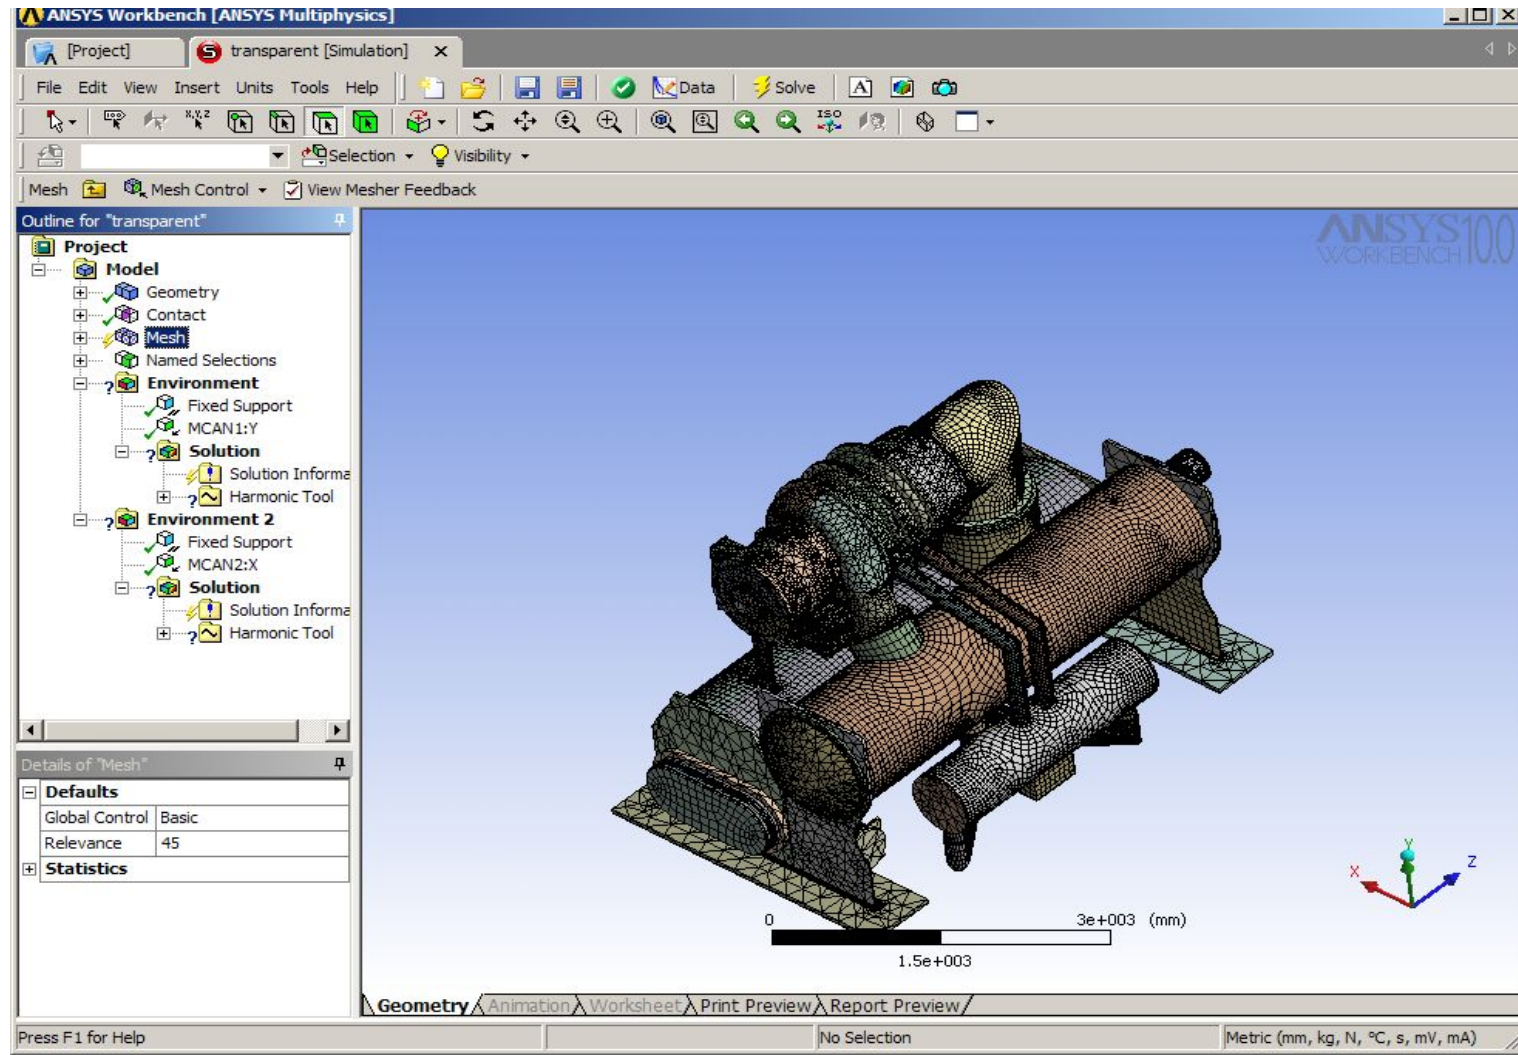 ANSYS Workbench [ANSYS Multiphysics]
[Project] transparent [Simulation]
File Edit View Insert Units Tools Help Data Solve A
x,y,z ISO
Selection Visibility
Mesh Mesh Control View Mesher Feedback
Outline for "transparent"
Project
Model
Geometry
Contact
Mesh
Named Selections
Environment
Fixed Support
MCAN1:Y
Solution
Solution Informa
Harmonic Tool
Environment 2
Fixed Support
MCAN2:X
Solution
Solution Informa
Harmonic Tool
Details of "Mesh"
Defaults
Global Control Basic
Relevance 45
Statistics
ANSYS 10.0
WORKBENCH
Y
X
Z
0 3e+003 (mm)
1.5e+003
Geometry Animation Worksheet Print Preview Report Preview
Press F1 for Help No Selection Metric (mm, kg, N, °C, s, mV, mA)